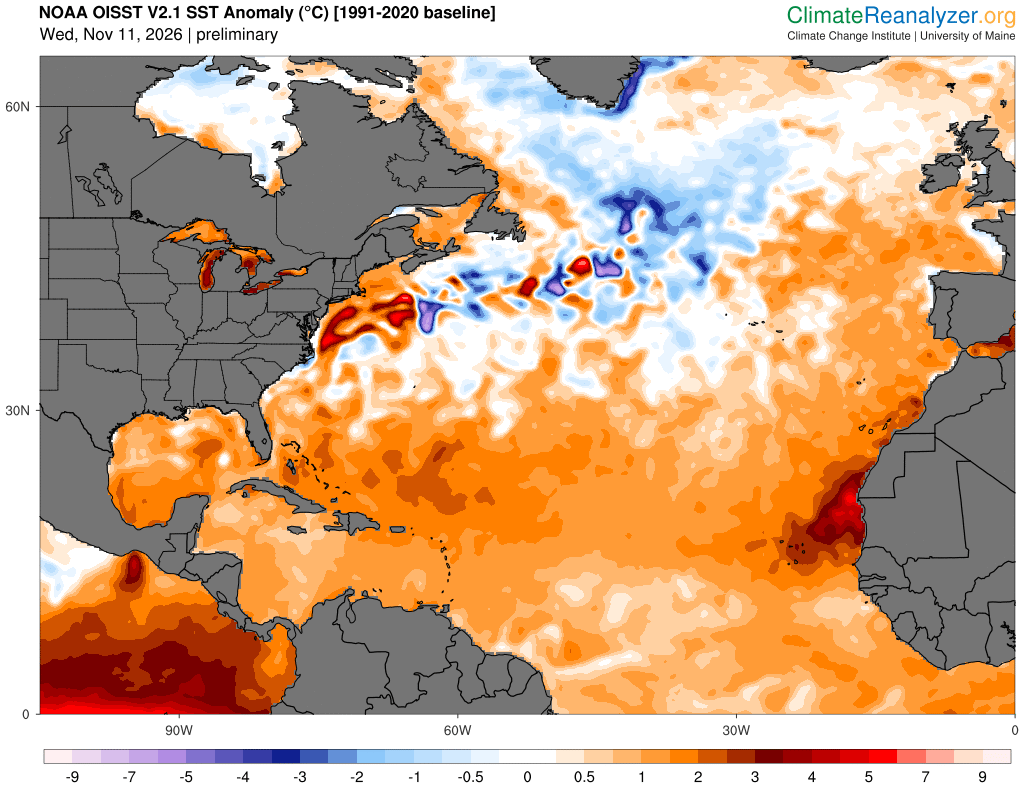 NOAA OISST V2.1 SST Anomaly (°C) [1991-2020 baseline]
Wed, Nov 11, 2026 | preliminary
ClimateReanalyzer.org
Climate Change Institute | University of Maine
60N
30N
0
90W 60W 30W 0
-9 -7 -5 -4 -3 -2 -1 -0.5 0 0.5 1 2 3 4 5 7 9